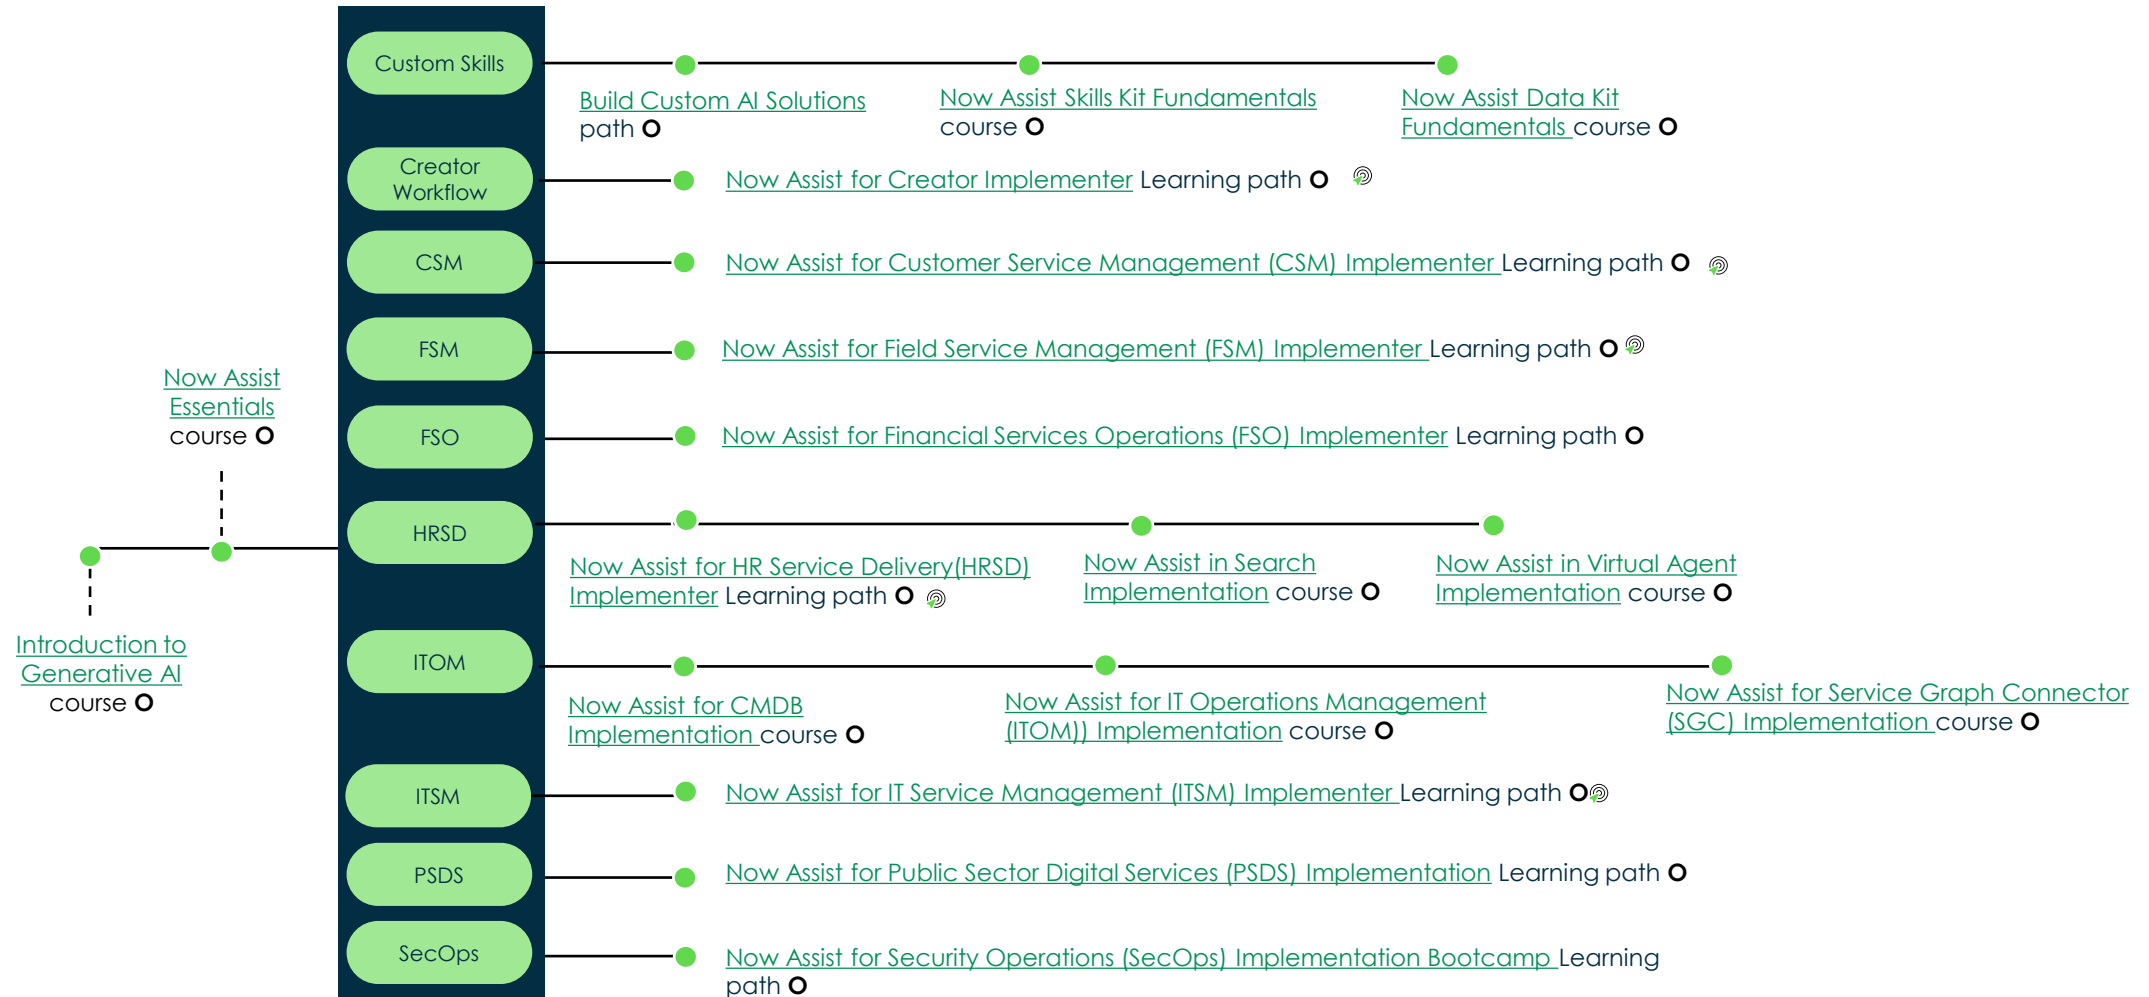 Custom Skills
Build Custom AI Solutions
path
Now Assist Skills Kit Fundamentals
course
Now Assist Data Kit
Fundamentals course
Creator
Workflow
Now Assist for Creator Implementer Learning path
CSM
Now Assist for Customer Service Management (CSM) Implementer Learning path
FSM
Now Assist for Field Service Management (FSM) Implementer Learning path
Now Assist
Essentials
course
FSO
Now Assist for Financial Services Operations (FSO) Implementer Learning path
HRSD
Now Assist for HR Service Delivery(HRSD)
Implementer Learning path
Now Assist in Search
Implementation course
Now Assist in Virtual Agent
Implementation course
Introduction to
Generative AI
course
ITOM
Now Assist for CMDB
Implementation course
Now Assist for IT Operations Management
(ITOM)) Implementation course
Now Assist for Service Graph Connector
(SGC) Implementation course
ITSM
Now Assist for IT Service Management (ITSM) Implementer Learning path
PSDS
Now Assist for Public Sector Digital Services (PSDS) Implementation Learning path
SecOps
Now Assist for Security Operations (SecOps) Implementation Bootcamp Learning
path